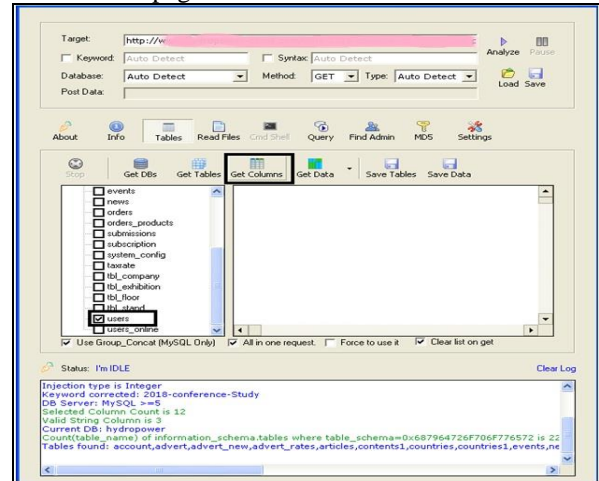 Target: http://w
Analyze Pause
Keyword: Auto Detect Syntax: Auto Detect
Database: Auto Detect Method: GET Type: Auto Detect
Load Save
Post Data:
About Info Tables Read Files Cmd Shell Query Find Admin MD5 Settings
Stop Get DBs Get Tables Get Columns Get Data Save Tables Save Data
events
news
orders
orders_products
submissions
subscription
system_config
taxrate
tbl_company
tbl_exhibition
tbl_floor
tbl_stand
users
users_online
Use Group_Concat (MySQL Only) All in one request. Force to use it Clear list on get
Status: I'm IDLE Clear Log
Injection type is Integer
Keyword corrected: 2018-conference-Study
DB Server: MySQL >=5
Selected Column Count is 12
Valid String Column is 3
Current DB: hydropower
Count(table_name) of information_schema.tables where table_schema=0x687964726F706F776572 is 22
Tables found: account,advert,advert_new,advert_rates,articles,contents1,countries,countries1,events,ne